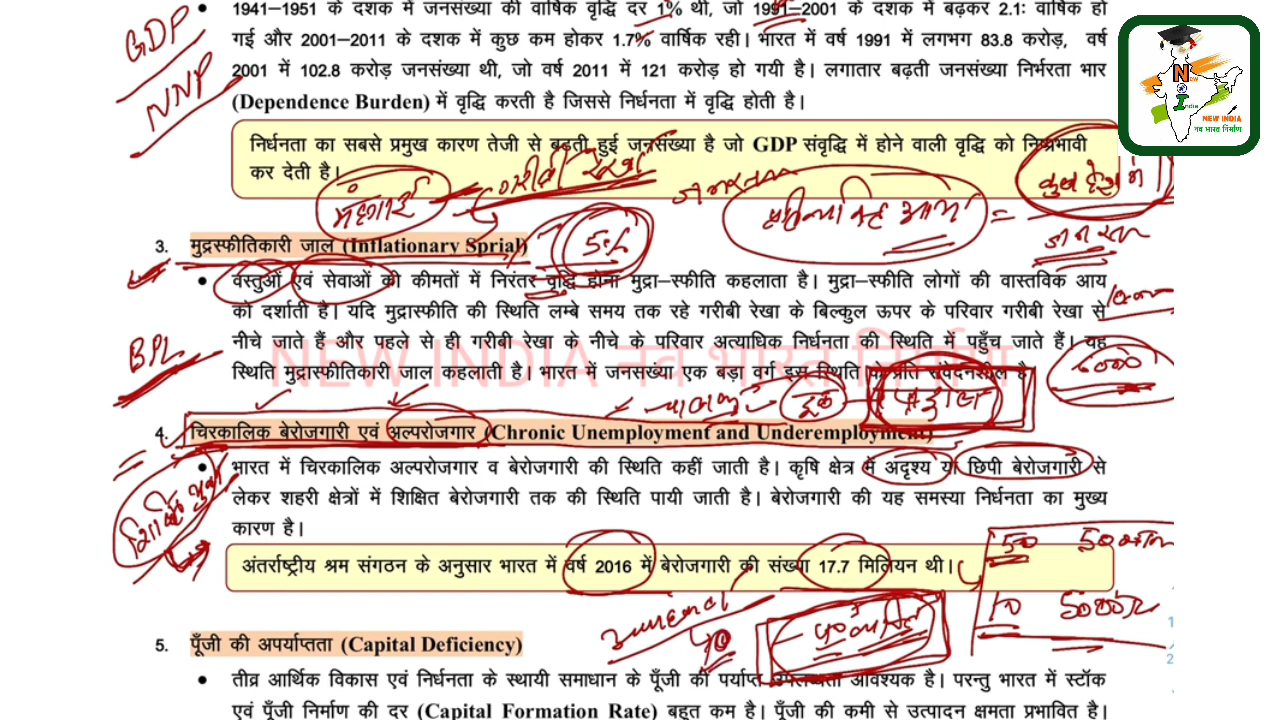 • 1941–1951 के दशक में जनसंख्या की वार्षिक वृद्धि दर 1% थी, जो 1991–2001 के दशक में बढ़कर 2.1: वार्षिक हो
गई और 2001–2011 के दशक में कुछ कम होकर 1.7% वार्षिक रही। भारत में वर्ष 1991 में लगभग 83.8 करोड़, वर्ष
2001 में 102.8 करोड़ जनसंख्या थी, जो वर्ष 2011 में 121 करोड़ हो गयी है। लगातार बढ़ती जनसंख्या निर्भरता भार
(Dependence Burden) में वृद्धि करती है जिससे निर्धनता में वृद्धि होती है।
GDP
NNP
NEW INDIA
नव भारत निर्माण
निर्धनता का सबसे प्रमुख कारण तेजी से बढ़ती हुई जनसंख्या है जो GDP संवृद्धि में होने वाली वृद्धि को निष्प्रभावी
कर देती है।
मंहगाई
गरीबी रेखा
3. मुद्रास्फीतिकारी जाल (Inflationary Sprial)
• वस्तुओं एवं सेवाओं की कीमतों में निरंतर वृद्धि होना मुद्रा–स्फीति कहलाता है। मुद्रा–स्फीति लोगों की वास्तविक आय
को दर्शाती है। यदि मुद्रास्फीति की स्थिति लम्बे समय तक रहे गरीबी रेखा के बिल्कुल ऊपर के परिवार गरीबी रेखा से
नीचे जाते हैं और पहले से ही गरीबी रेखा के नीचे के परिवार अत्याधिक निर्धनता की स्थिति में पहुँच जाते हैं। यह
स्थिति मुद्रास्फीतिकारी जाल कहलाती है। भारत में जनसंख्या एक बड़ा वर्ग इस स्थिति के प्रति संवेदनशील है
NEW INDIA नव भारत निर्माण
BPL
4. चिरकालिक बेरोजगारी एवं अल्परोजगार (Chronic Unemployment and Underemployment)
• भारत में चिरकालिक अल्परोजगार व बेरोजगारी की स्थिति कहीं जाती है। कृषि क्षेत्र में अदृश्य या छिपी बेरोजगारी से
लेकर शहरी क्षेत्रों में शिक्षित बेरोजगारी तक की स्थिति पायी जाती है। बेरोजगारी की यह समस्या निर्धनता का मुख्य
कारण है।
अंतर्राष्ट्रीय श्रम संगठन के अनुसार भारत में वर्ष 2016 में बेरोजगारी की संख्या 17.7 मिलियन थी।
5. पूँजी की अपर्याप्तता (Capital Deficiency)
• तीव्र आर्थिक विकास एवं निर्धनता के स्थायी समाधान के पूँजी की पर्याप्त उपलब्धता आवश्यक है। परन्तु भारत में स्टॉक
एवं पूँजी निर्माण की दर (Capital Formation Rate) बहुत कम है। पूँजी की कमी से उत्पादन क्षमता प्रभावित है।